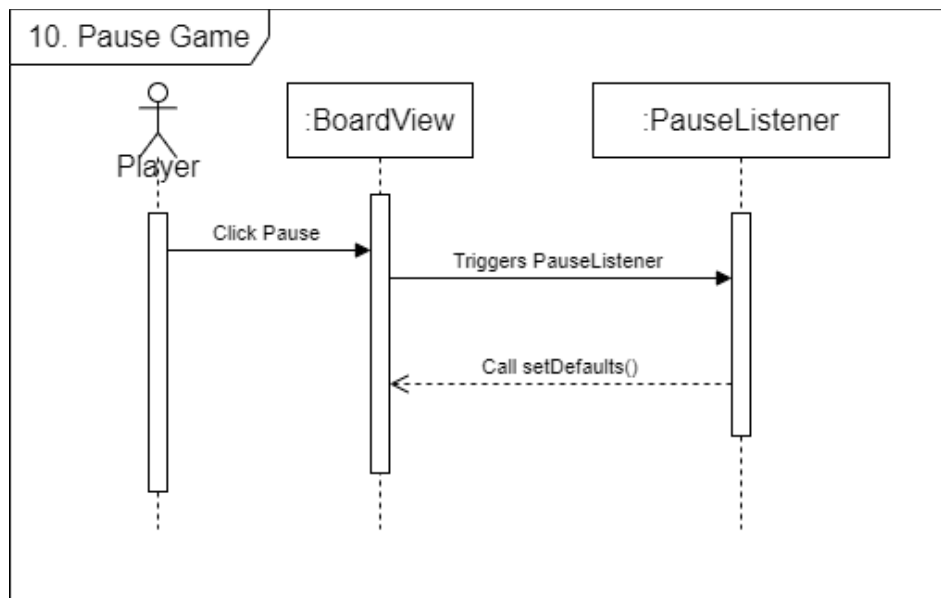 10. Pause Game
Player
:BoardView
:PauseListener
Click Pause
Triggers PauseListener
Call setDefaults()